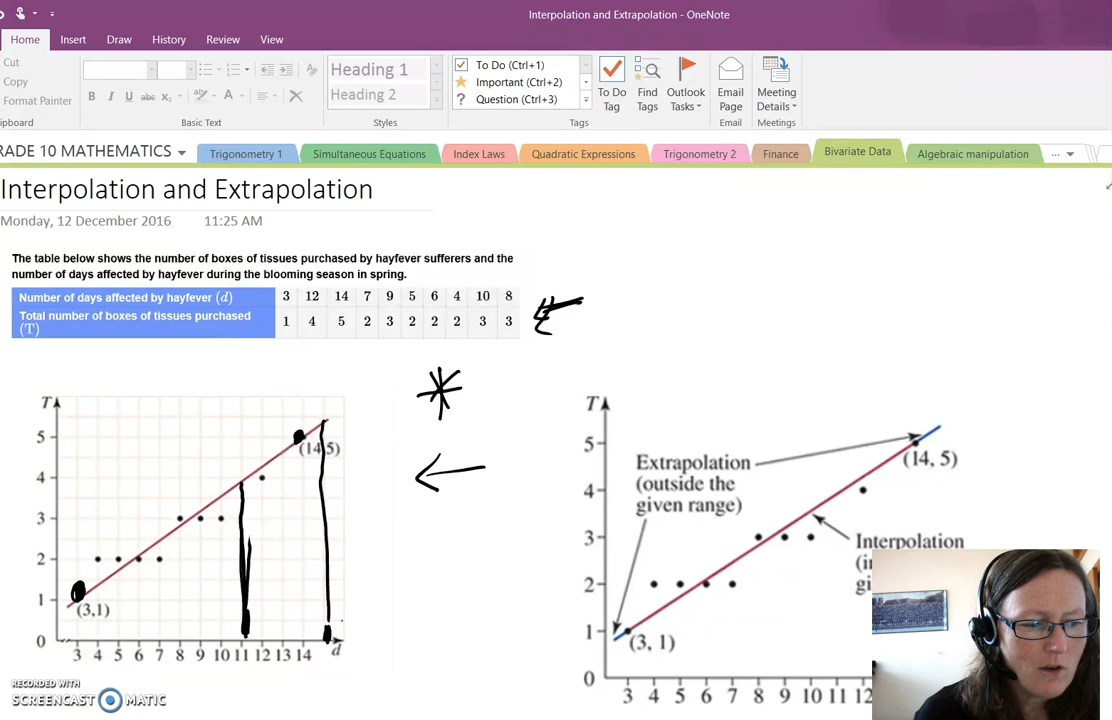 Interpolation and Extrapolation - OneNote
Home Insert Draw History Review View
Cut
Copy
Format Painter
B I U abc x₂ A
Heading 1
Heading 2
To Do (Ctrl+1)
Important (Ctrl+2)
? Question (Ctrl+3)
To Do Tag
Find Tags
Outlook Tasks
Email Page
Meeting Details
lipboard Basic Text Styles Tags Email Meetings
RADE 10 MATHEMATICS Trigonometry 1 Simultaneous Equations Index Laws Quadratic Expressions Trigonometry 2 Finance Bivariate Data Algebraic manipulation ...
Interpolation and Extrapolation
Monday, 12 December 2016 11:25 AM
The table below shows the number of boxes of tissues purchased by hayfever sufferers and the
number of days affected by hayfever during the blooming season in spring.
Number of days affected by hayfever (d) 3 12 14 7 9 5 6 4 10 8
Total number of boxes of tissues purchased (T) 1 4 5 2 3 2 2 2 3 3
T
5
4
3
2
1
0
(14,5)
(3,1)
3 4 5 6 7 8 9 10 11 12 13 14 d
T
5
4
3
2
1
0
Extrapolation
(outside the
given range)
(14, 5)
Interpolation
(i
gi
(3, 1)
3 4 5 6 7 8 9 10 11 12
RECORDED WITH
SCREENCAST MATIC